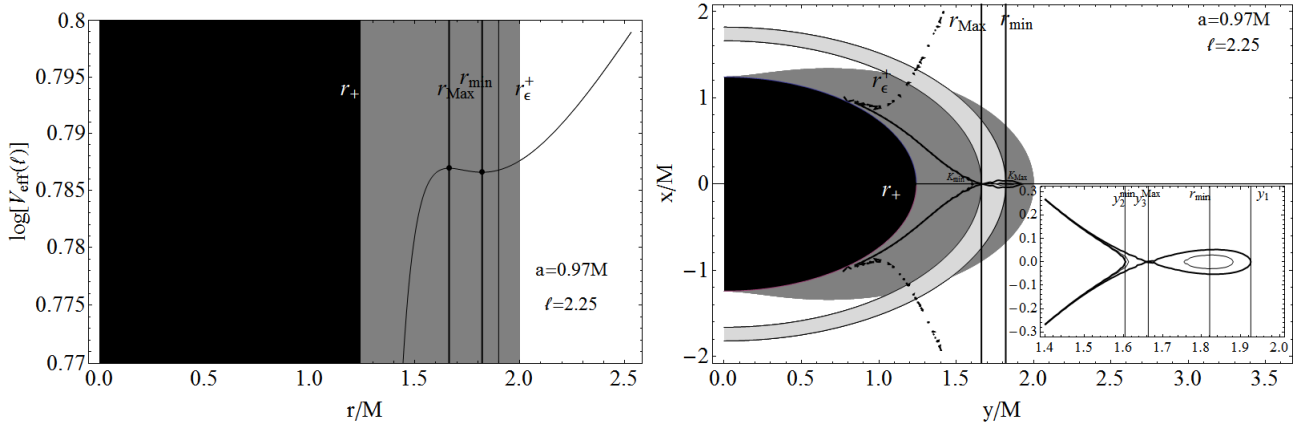 0.8
0.795
0.79
0.785
0.78
0.775
0.77
log[V_eff(ℓ)]
r_+
r_Max
r_min
r_ϵ^+
a=0.97M
ℓ=2.25
0.0
0.5
1.0
1.5
2.0
2.5
r/M
2
1
0
-1
-2
x/M
r_Max
r_min
a=0.97M
ℓ=2.25
r_ϵ^+
r_+
K_min
K_Max
0.0
0.5
1.0
1.5
2.0
2.5
3.0
3.5
y/M
y_2^min
y_3^Max
r_min
y_1
0.3
0.2
0.1
0.0
-0.1
-0.2
-0.3
1.4
1.5
1.6
1.7
1.8
1.9
2.0